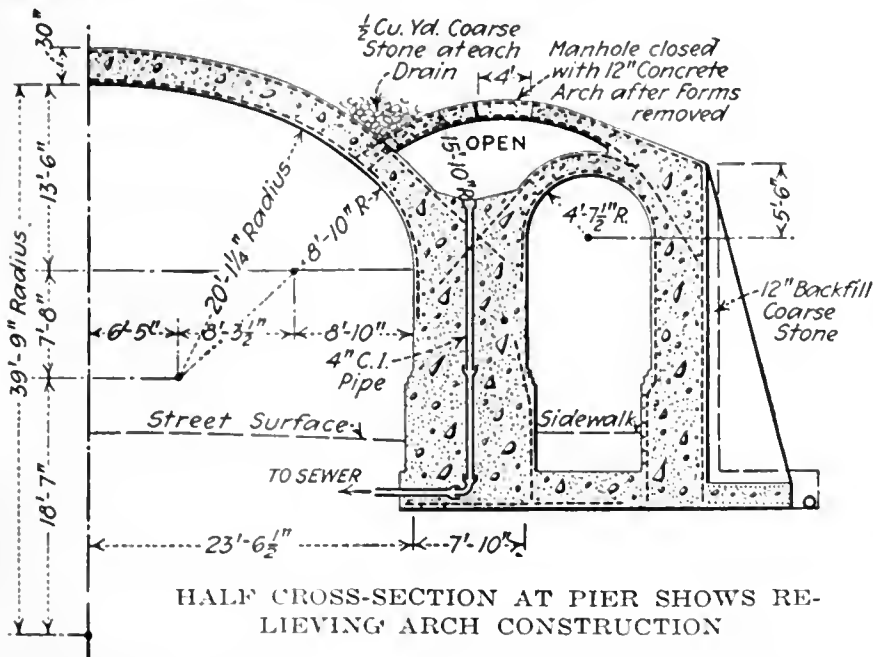 30"
½ Cu. Yd. Coarse
Stone at each
Drain
4'
Manhole closed
with 12" Concrete
Arch after Forms
removed
OPEN
15'-10" R.
13'-6"
20'-1¼" Radius
8'-10" R.
4'-7½" R.
5'-6"
39'-9" Radius
7'-8"
6'-5"
8'-3½"
8'-10"
4" C.I.
Pipe
12" Backfill
Coarse
Stone
Street Surface
Sidewalk
TO SEWER
18'-7"
23'-6½"
7'-10"
HALF CROSS-SECTION AT PIER SHOWS RE-
LIEVING ARCH CONSTRUCTION